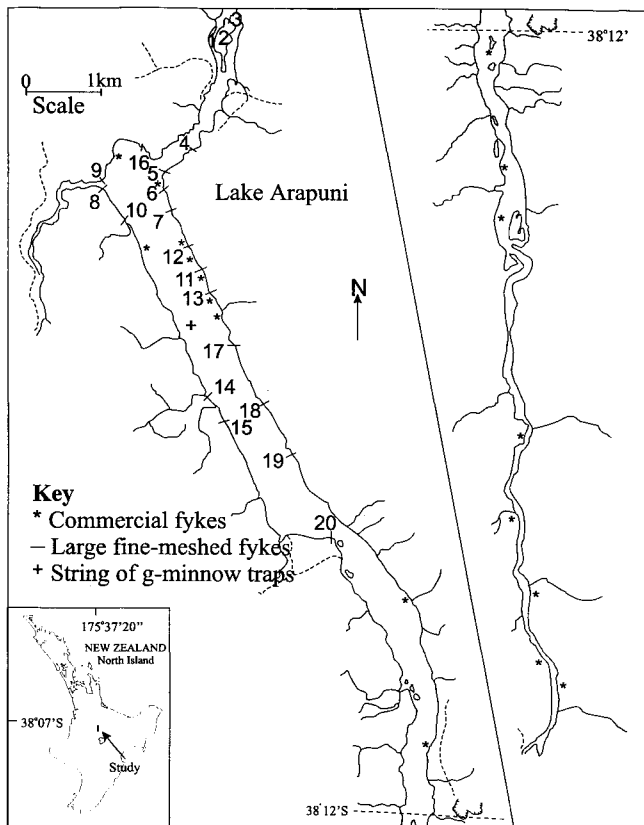 3
2
1
38°12'
0 1km
Scale
4
16
5
9
6
8
Lake Arapuni
7
10
12
11
N
13
17
14
18
15
19
Key
* Commercial fykes
– Large fine-meshed fykes
+ String of g-minnow traps
20
175°37'20"
NEW ZEALAND
North Island
38°07'S
Study
38°12'S